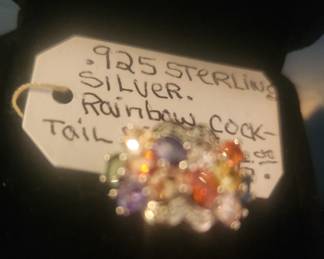 .925 STERLING
SILVER.
Rainbow COCK-
TaiL